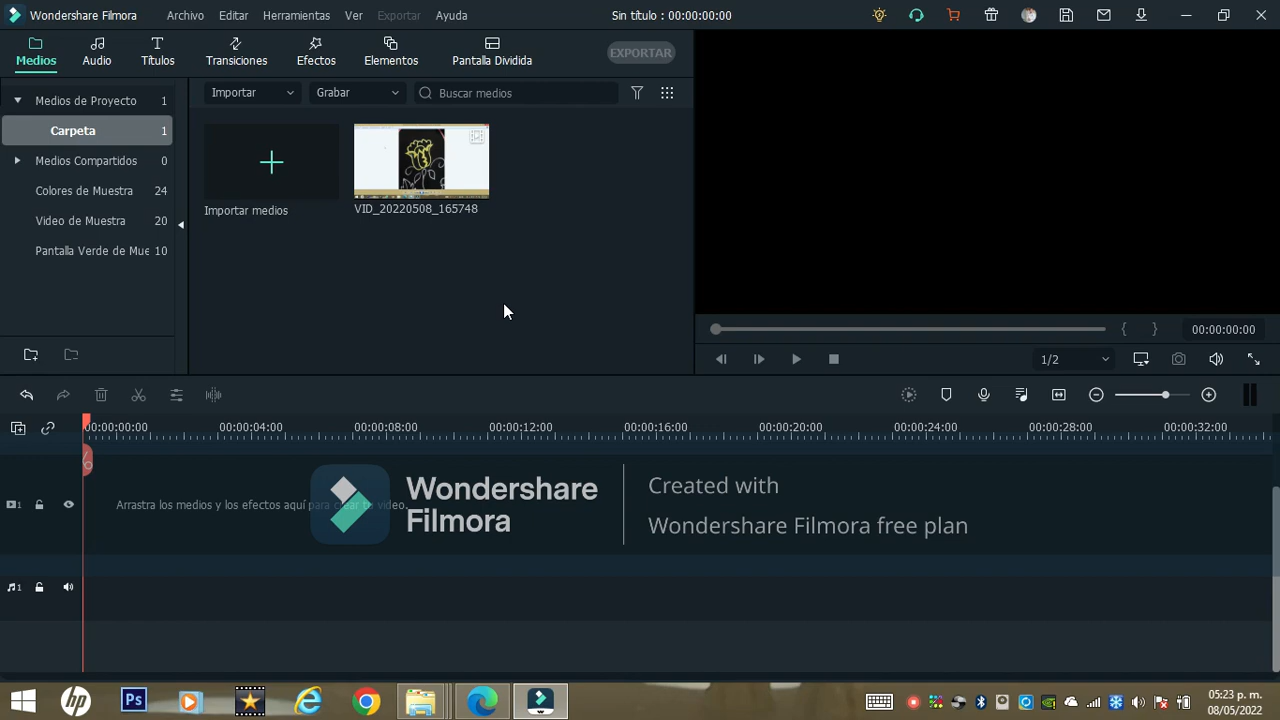 Wondershare Filmora Archivo Editar Herramientas Ver Exportar Ayuda Sin título : 00:00:00:00
Medios Audio Títulos Transiciones Efectos Elementos Pantalla Dividida EXPORTAR
Medios de Proyecto 1
Carpeta 1
Medios Compartidos 0
Colores de Muestra 24
Video de Muestra 20
Pantalla Verde de Mue 10
Importar Grabar Buscar medios
Importar medios VID_20220508_165748
00:00:00:00
1/2
00:00:00:00 00:00:04:00 00:00:08:00 00:00:12:00 00:00:16:00 00:00:20:00 00:00:24:00 00:00:28:00 00:00:32:00
1 Arrastra los medios y los efectos aquí para crear tu video.
Wondershare
Filmora
Created with
Wondershare Filmora free plan
1
hp Ps
05:23 p. m.
08/05/2022